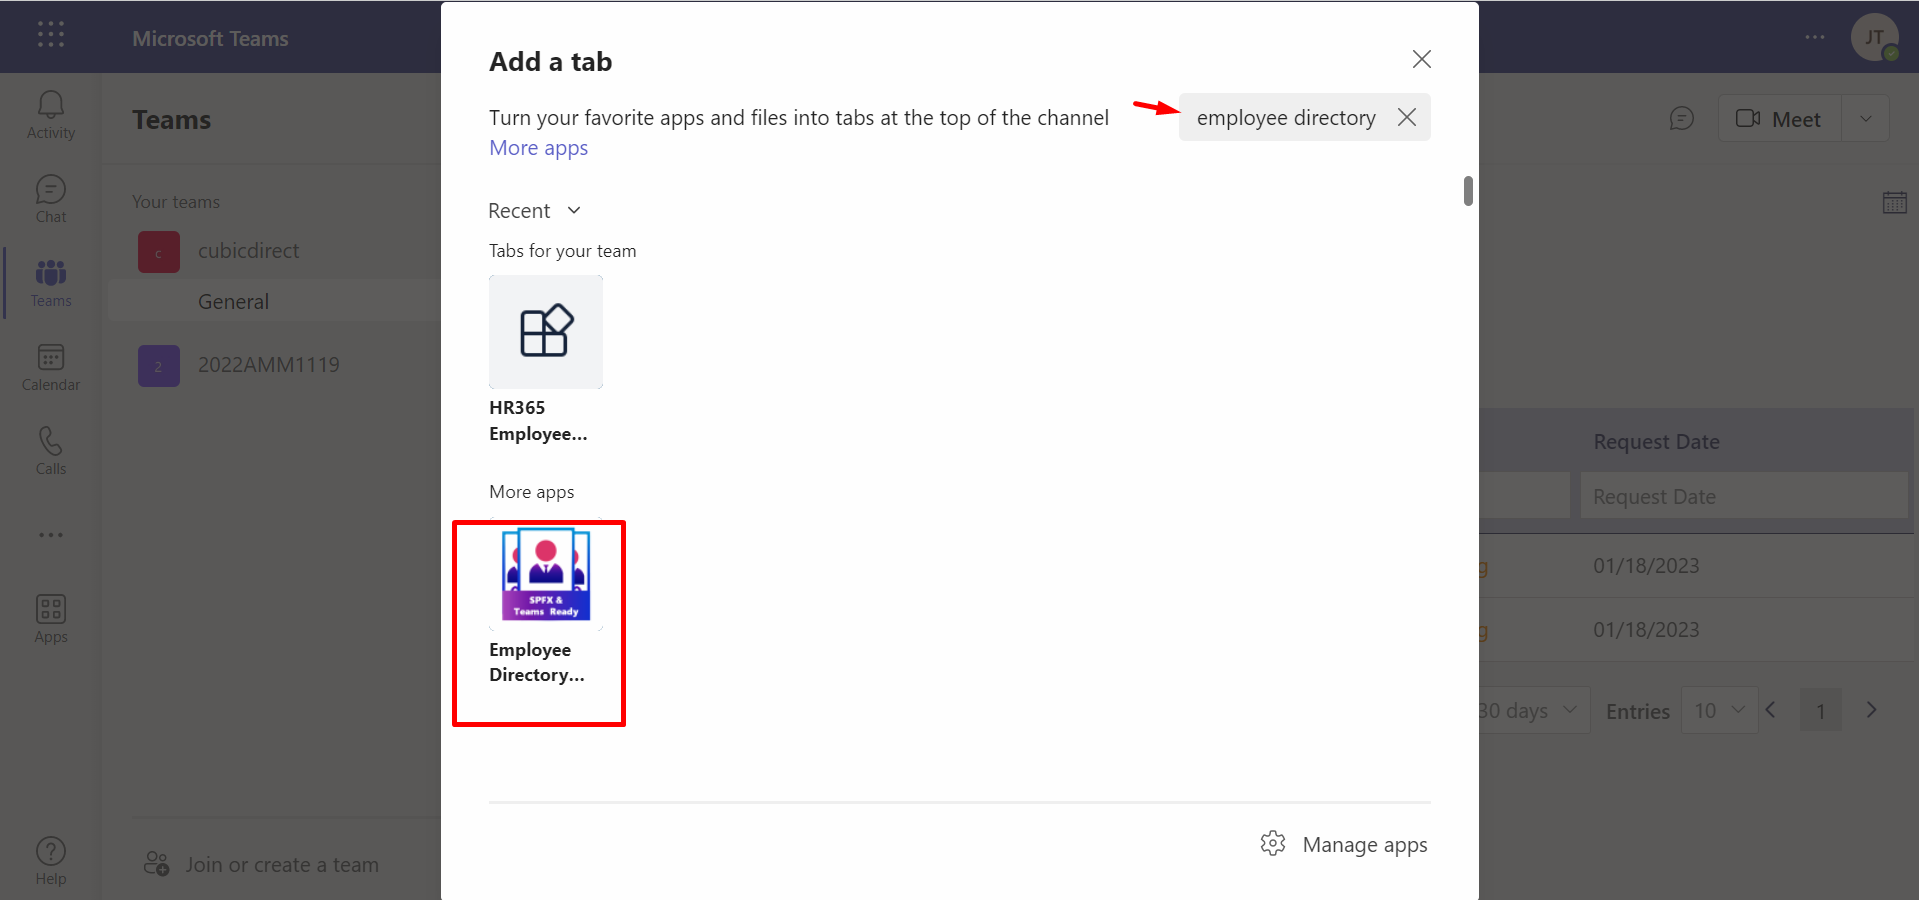 Microsoft Teams
JT
Add a tab
Turn your favorite apps and files into tabs at the top of the channel
More apps
employee directory
Activity
Chat
Teams
Calendar
Calls
Apps
Help
Teams
Your teams
c
cubicdirect
General
2
2022AMM1119
Join or create a team
Recent
Tabs for your team
HR365
Employee...
More apps
SPFX &
Teams Ready
Employee
Directory...
Manage apps
Meet
Request Date
Request Date
g
01/18/2023
g
01/18/2023
30 days
Entries
10
1